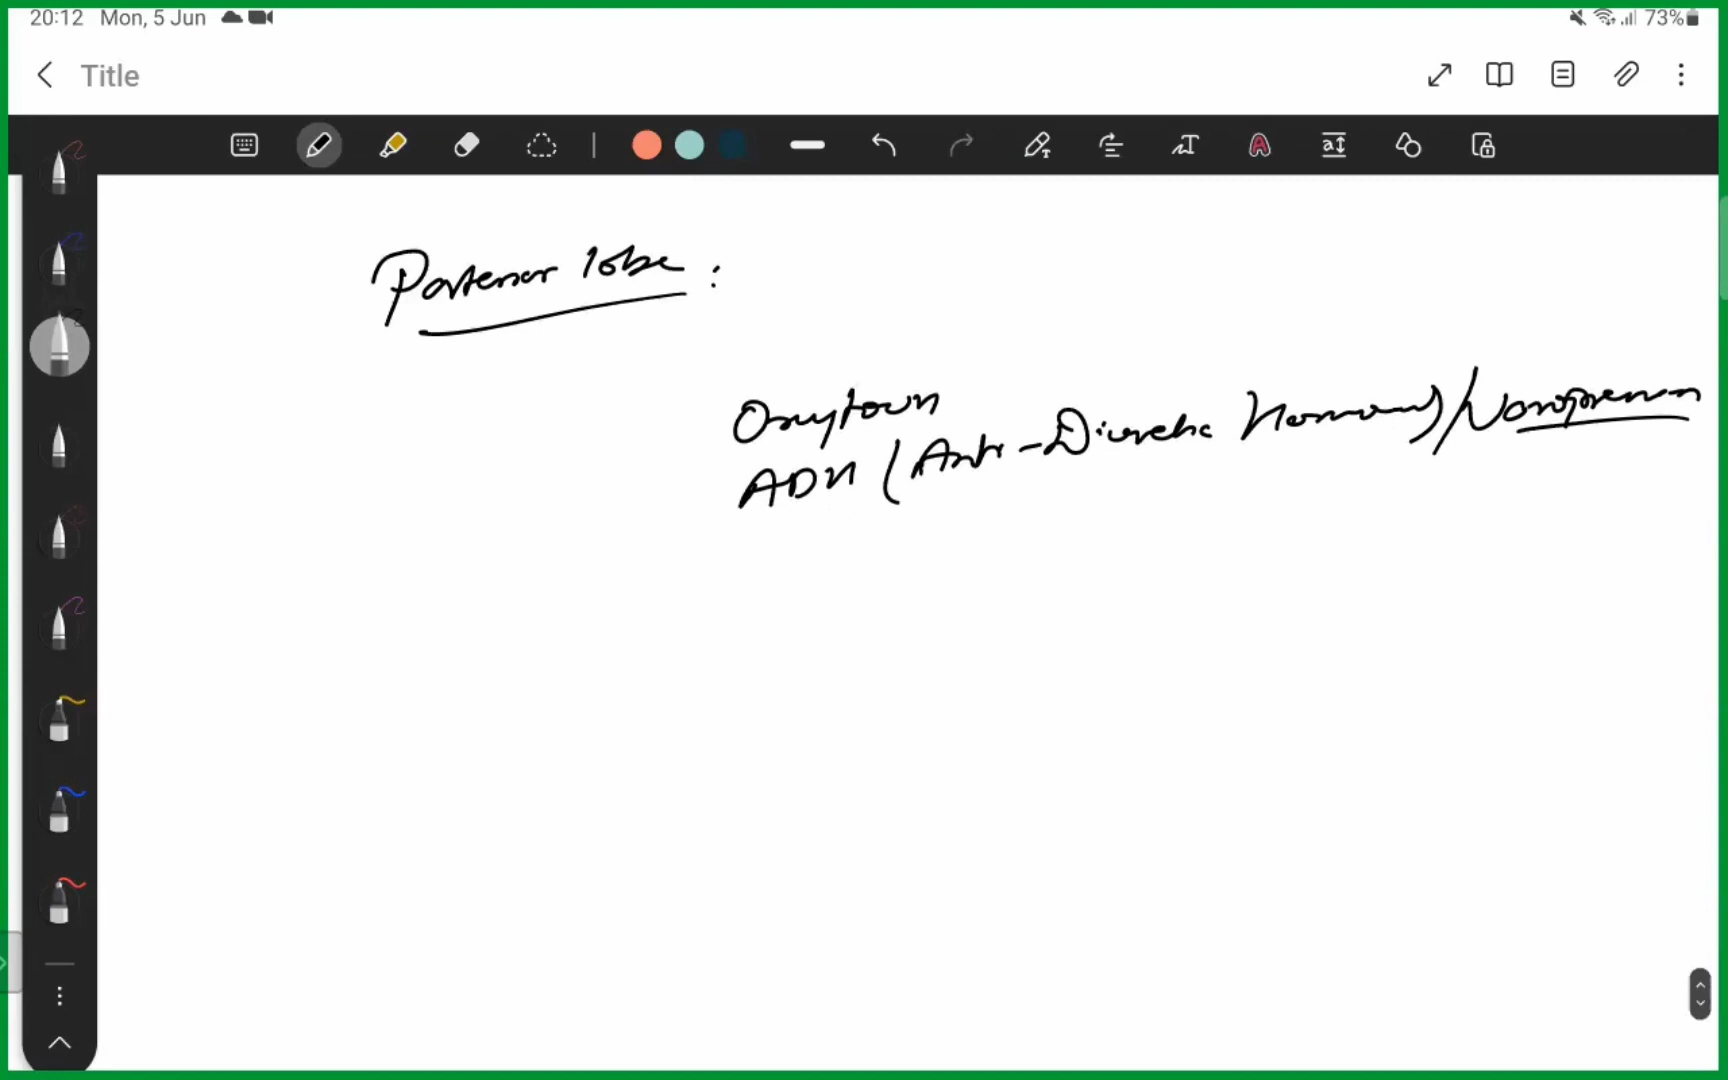 20:12 Mon, 5 Jun 73%
Title
Posterior lobe :
Oxytocin
ADH (Anti-Diuretic Hormone)/Vasopressin